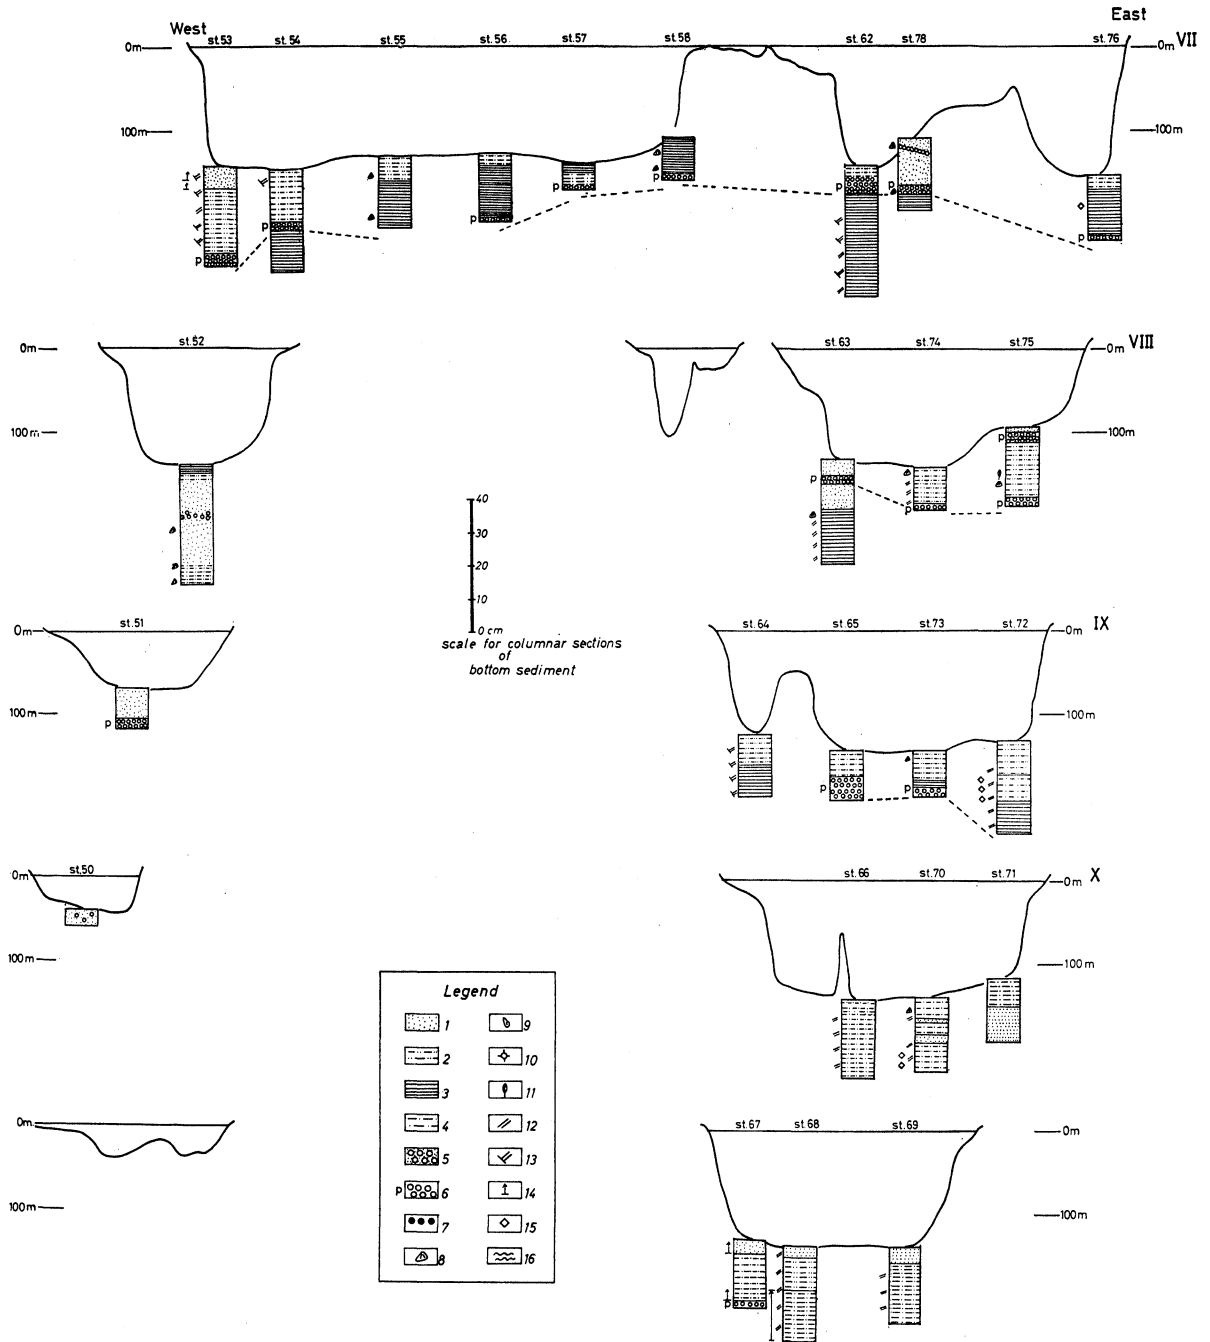 West East
st.53 st.54 st.55 st.56 st.57 st.58 st.62 st.78 st.76
0m 0m VII
100m 100m
p p p p p p p p
st.52 st.63 st.74 st.75
0m 0m VIII
100m 100m
p p p p
40
30
20
10
0 cm
scale for columnar sections
of
bottom sediment
st.51 st.64 st.65 st.73 st.72
0m 0m IX
100m 100m
p p p
st.50 st.66 st.70 st.71
0m 0m X
100m 100m
Legend
1 9
2 10
3 11
4 12
5 13
p 6 14
7 15
8 16
st.67 st.68 st.69
0m 0m
100m 100m
p